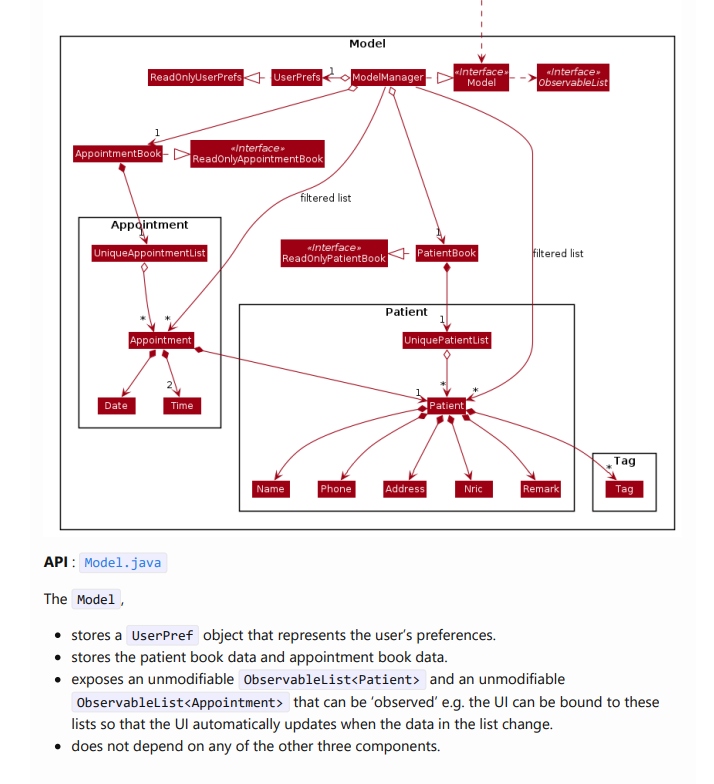 Model
ReadOnlyUserPrefs
UserPrefs
1
ModelManager
«Interface»
Model
«Interface»
ObservableList
1
AppointmentBook
«Interface»
ReadOnlyAppointmentBook
filtered list
Appointment
1
UniqueAppointmentList
«Interface»
ReadOnlyPatientBook
1
PatientBook
filtered list
Patient
* *
Appointment
1
UniquePatientList
Date
2
Time
1
* *
Patient
Name
Phone
Address
Nric
Remark
Tag
*
Tag
API : Model.java
The Model ,
• stores a UserPref object that represents the user’s preferences.
• stores the patient book data and appointment book data.
• exposes an unmodifiable ObservableList<Patient> and an unmodifiable
ObservableList<Appointment> that can be ‘observed’ e.g. the UI can be bound to these
lists so that the UI automatically updates when the data in the list change.
• does not depend on any of the other three components.